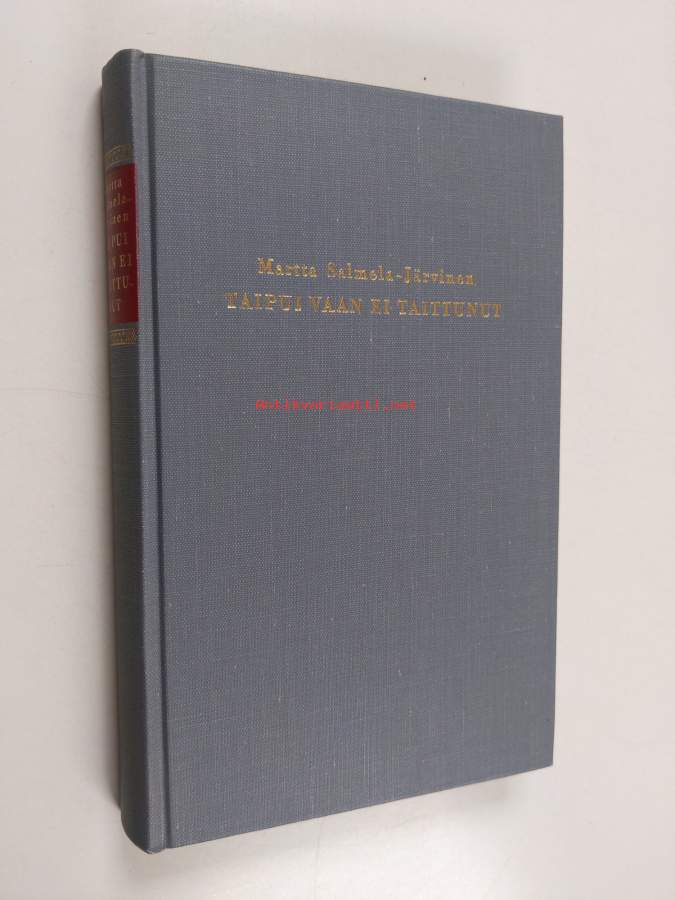 Martta Salmela-Järvinen
TAIPUI VAAN EI TAITTUNUT
Antikvariaatti.net